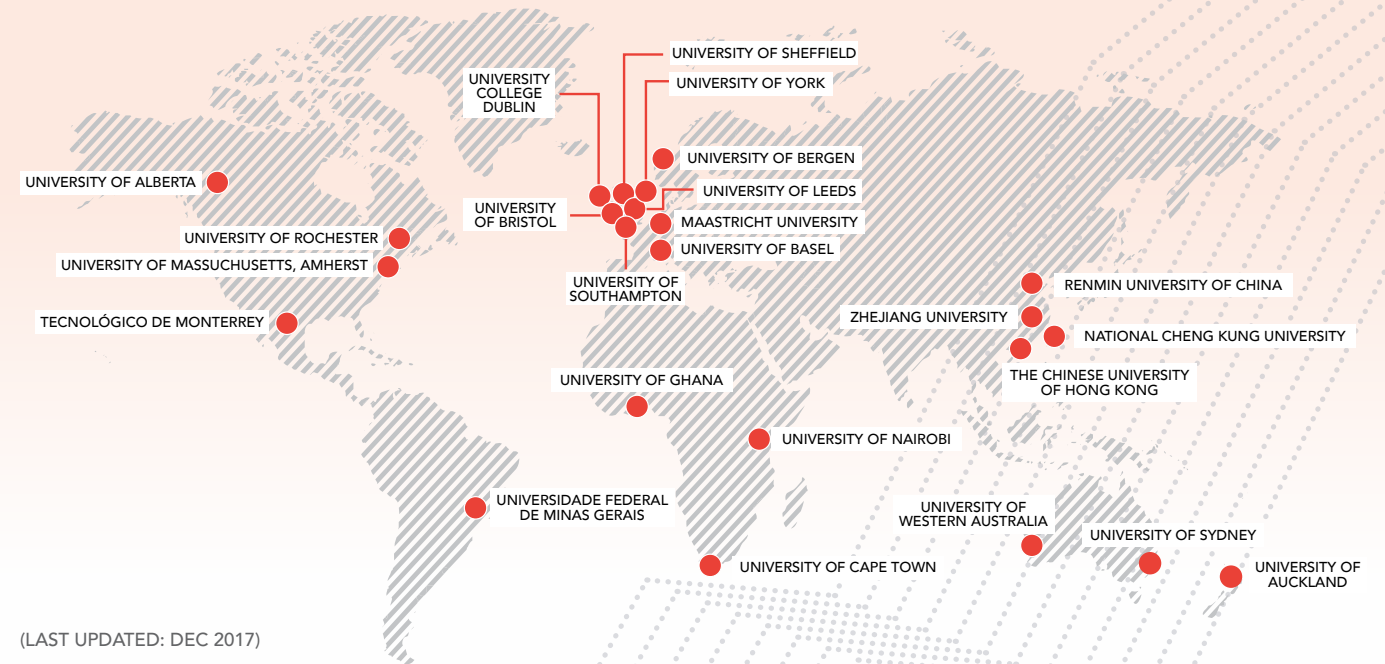 UNIVERSITY OF SHEFFIELD
UNIVERSITY
COLLEGE
DUBLIN
UNIVERSITY OF YORK
UNIVERSITY OF BERGEN
UNIVERSITY OF ALBERTA
UNIVERSITY OF LEEDS
UNIVERSITY
OF BRISTOL
MAASTRICHT UNIVERSITY
UNIVERSITY OF ROCHESTER
UNIVERSITY OF BASEL
UNIVERSITY OF MASSUCHUSETTS, AMHERST
UNIVERSITY OF
SOUTHAMPTON
RENMIN UNIVERSITY OF CHINA
TECNOLÓGICO DE MONTERREY
ZHEJIANG UNIVERSITY
NATIONAL CHENG KUNG UNIVERSITY
THE CHINESE UNIVERSITY
OF HONG KONG
UNIVERSITY OF GHANA
UNIVERSITY OF NAIROBI
UNIVERSIDADE FEDERAL
DE MINAS GERAIS
UNIVERSITY OF
WESTERN AUSTRALIA
UNIVERSITY OF SYDNEY
UNIVERSITY OF CAPE TOWN
UNIVERSITY OF
AUCKLAND
(LAST UPDATED: DEC 2017)